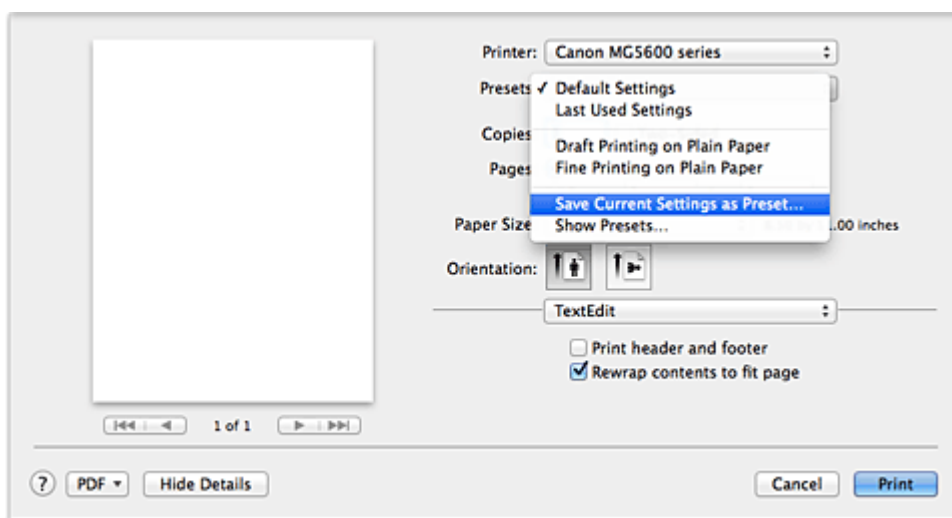 Printer: Canon MG5600 series
Presets ✓ Default Settings
Last Used Settings
Copies
Draft Printing on Plain Paper
Pages Fine Printing on Plain Paper
Save Current Settings as Preset...
Paper Size Show Presets... .00 inches
Orientation:
TextEdit
Print header and footer
Rewrap contents to fit page
1 of 1
? PDF Hide Details Cancel Print